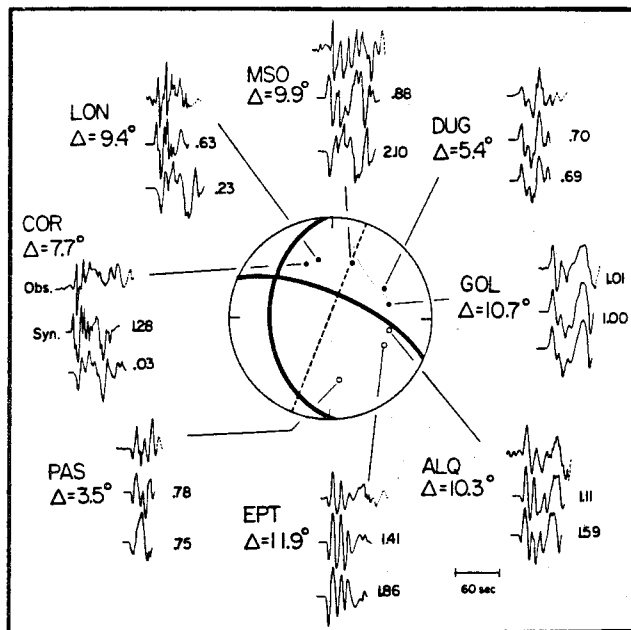 MSO
Δ=9.9°
.88
2.10
LON
Δ=9.4°
.63
.23
DUG
Δ=5.4°
.70
.69
COR
Δ=7.7°
Obs.
Syn.
1.28
.03
GOL
Δ=10.7°
1.01
1.00
PAS
Δ=3.5°
.78
.75
EPT
Δ=11.9°
1.41
1.86
ALQ
Δ=10.3°
1.11
1.59
60 sec